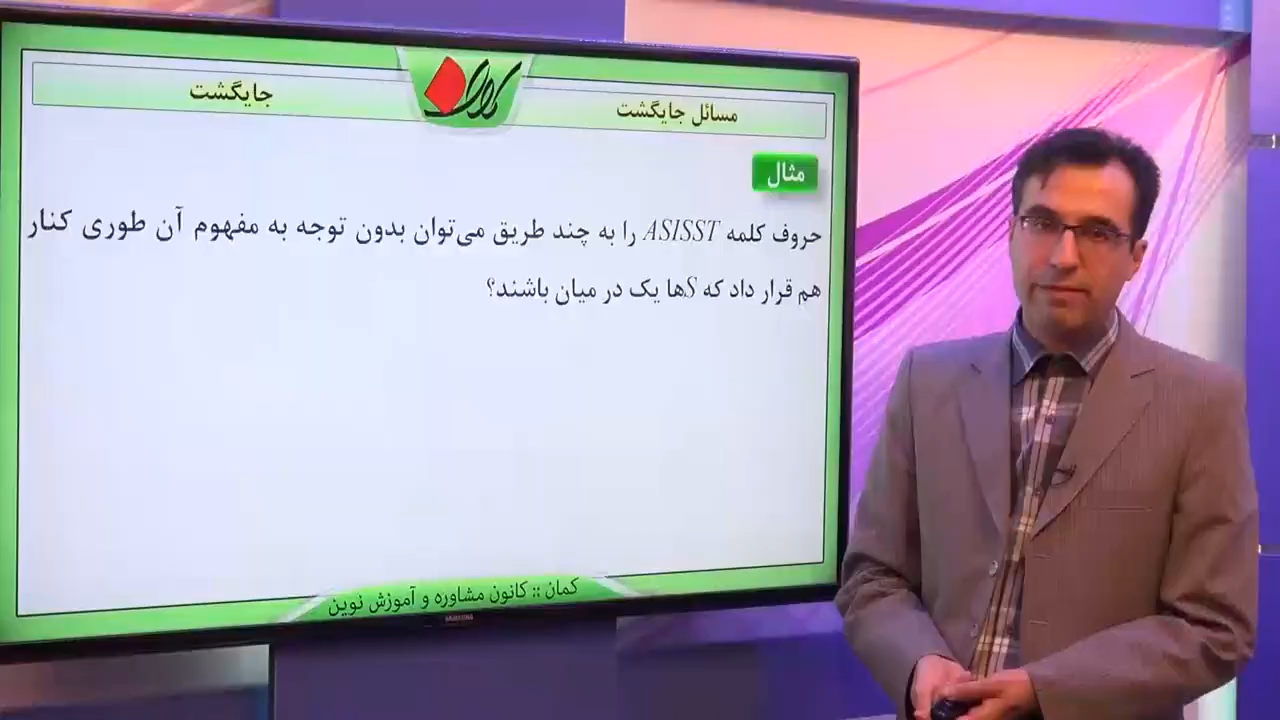 مسائل جایگشت
جایگشت
مثال
حروف کلمه ASISST را به چند طریق می‌توان بدون توجه به مفهوم آن طوری کنار
هم قرار داد که Sها یک در میان باشند؟
کمان :: کانون مشاوره و آموزش نوین
SAMSUNG